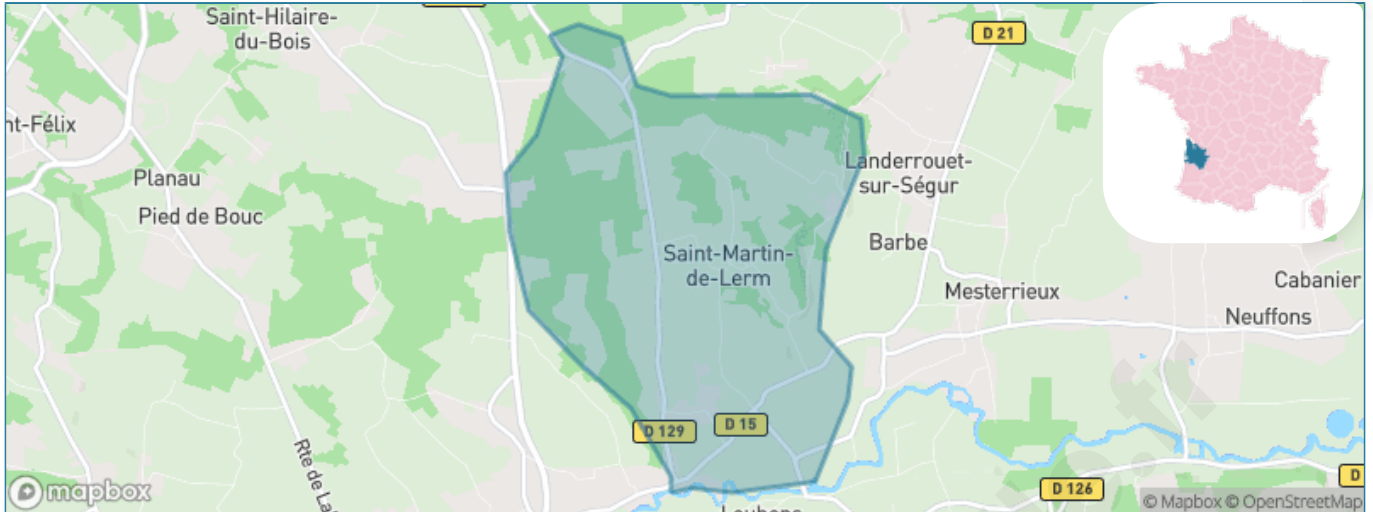 Saint-Hilaire-
du-Bois
D 21
nt-Félix
Planau
Pied de Bouc
Landerrouet-
sur-Ségur
Saint-Martin-
de-Lerm
Barbe
Mesterrieux
Cabanier
Neuffons
D 129
D 15
Rte de La
D 126
D
mapbox
© Mapbox © OpenStreetMap